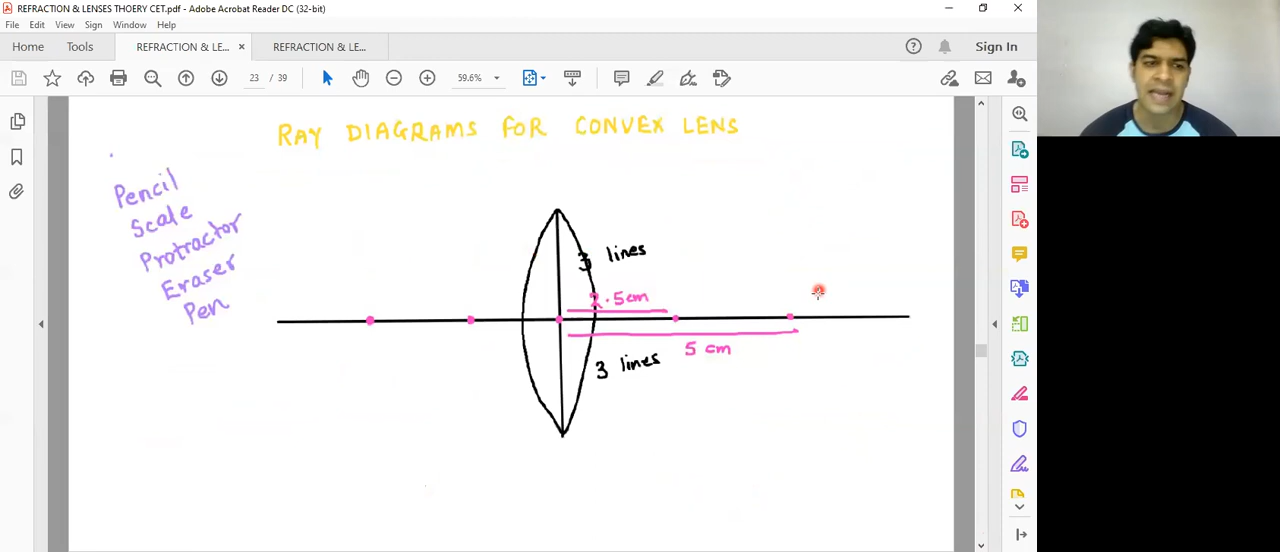 REFRACTION & LENSES THOERY CET.pdf - Adobe Acrobat Reader DC (32-bit)
File Edit View Sign Window Help
Home Tools REFRACTION & LE... × REFRACTION & LE... Sign In
23 / 39 59.6%
RAY DIAGRAMS FOR CONVEX LENS
Pencil
Scale
Protractor
Eraser
Pen
3 lines
2.5cm
5 cm
3 lines